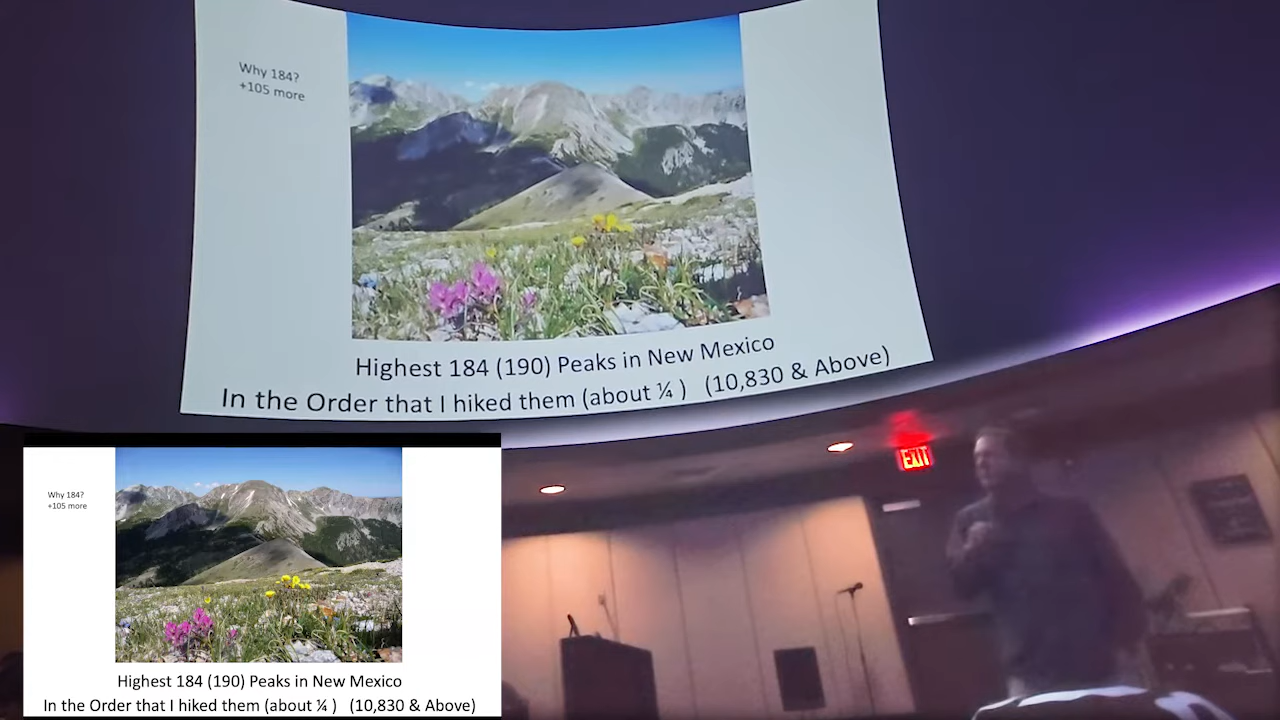 Why 184?
+105 more
Highest 184 (190) Peaks in New Mexico
In the Order that I hiked them (about ¼ ) (10,830 & Above)
EXIT
Why 184?
+105 more
Highest 184 (190) Peaks in New Mexico
In the Order that I hiked them (about ¼ ) (10,830 & Above)